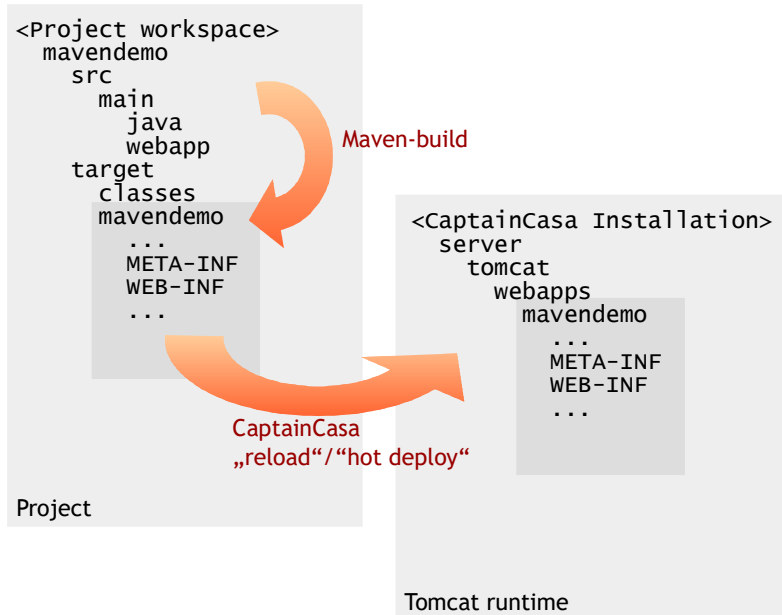 <Project workspace>
mavendemo
src
main
java
webapp
target
classes
mavendemo
...
META-INF
WEB-INF
...
Project
Maven-build
CaptainCasa
„reload“/“hot deploy“
<CaptainCasa Installation>
server
tomcat
webapps
mavendemo
...
META-INF
WEB-INF
...
Tomcat runtime